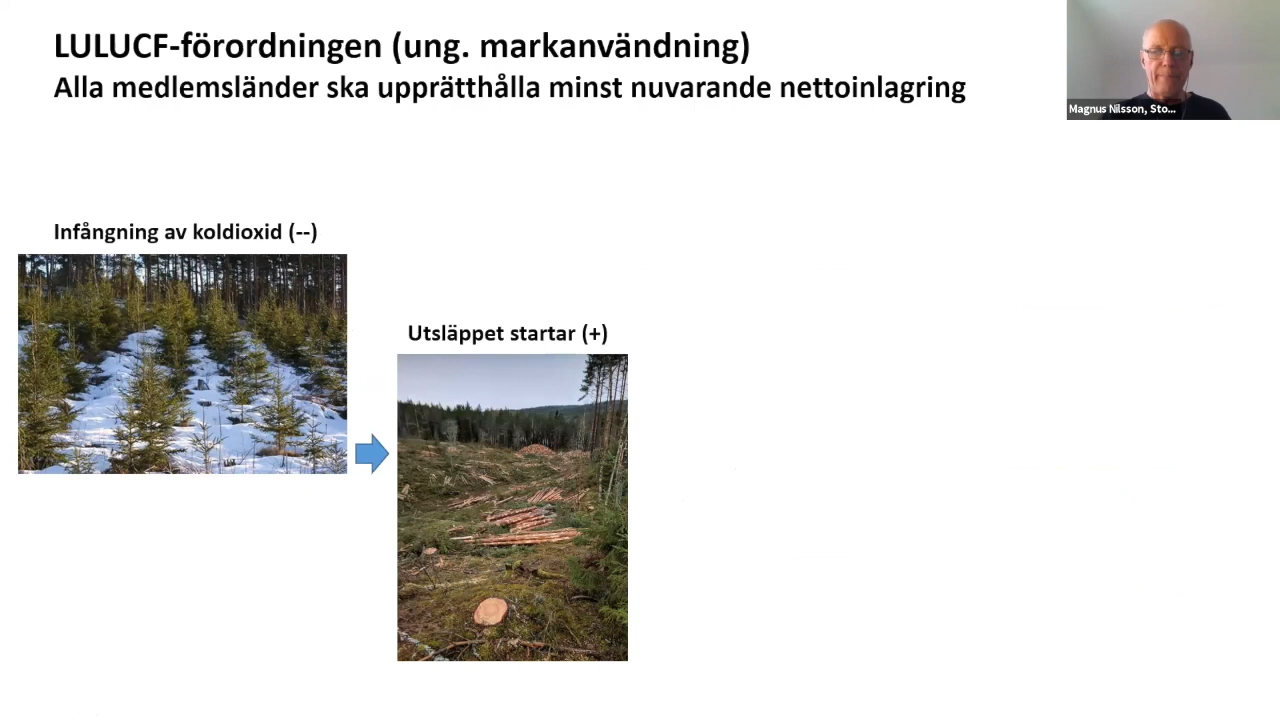 LULUCF-förordningen (ung. markanvändning)
Alla medlemsländer ska upprätthålla minst nuvarande nettoinlagring
Magnus Nilsson, Sto...
Infångning av koldioxid (--)
Utsläppet startar (+)